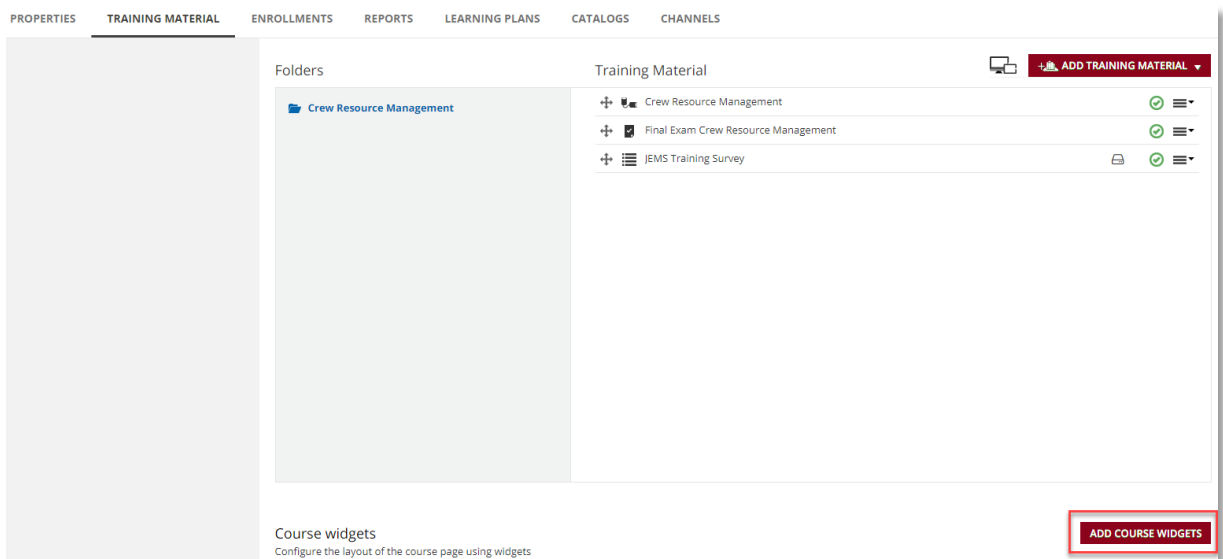 PROPERTIES TRAINING MATERIAL ENROLLMENTS REPORTS LEARNING PLANS CATALOGS CHANNELS
Folders
Training Material
ADD TRAINING MATERIAL
Crew Resource Management
Crew Resource Management
Final Exam Crew Resource Management
JEMS Training Survey
Course widgets
Configure the layout of the course page using widgets
ADD COURSE WIDGETS